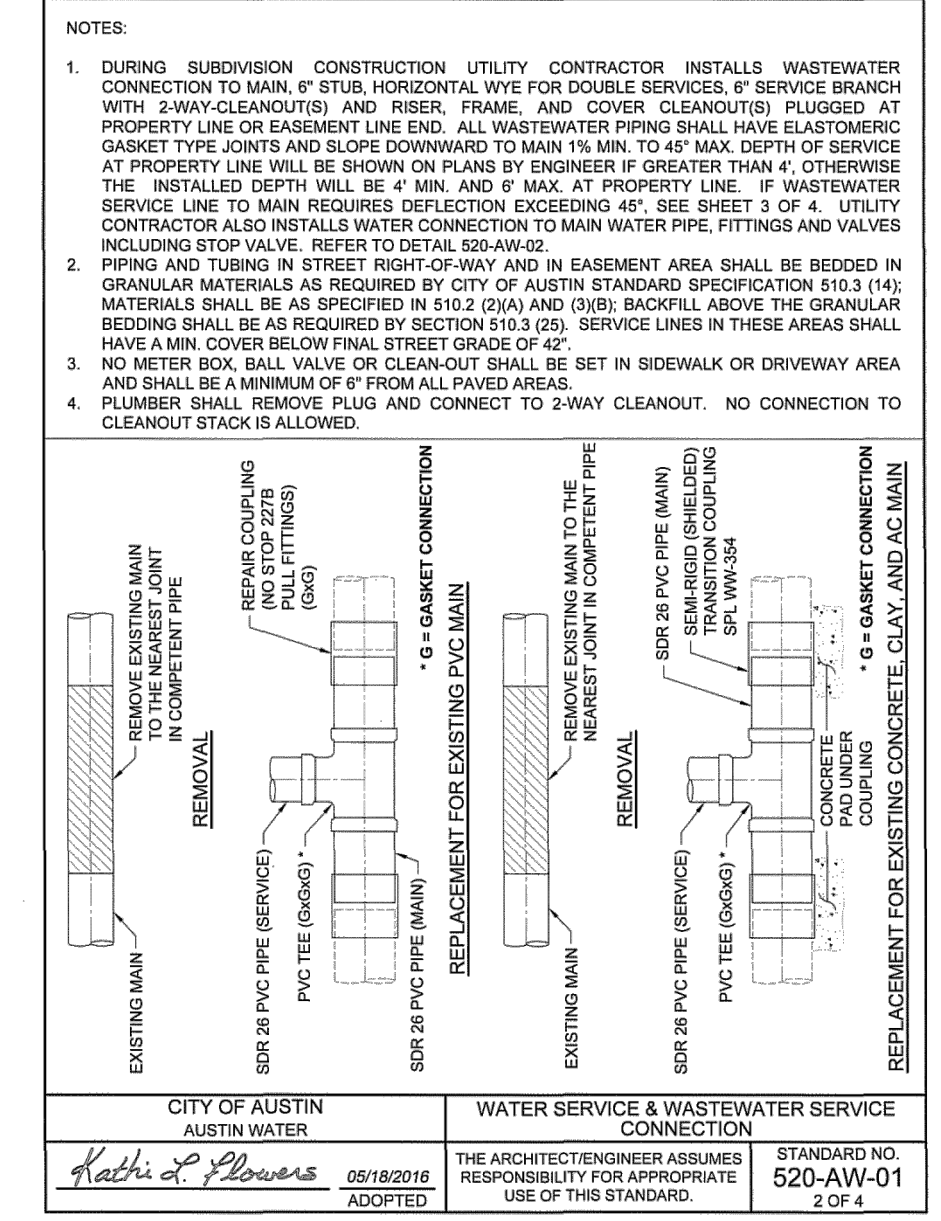 NOTES:
1. DURING SUBDIVISION CONSTRUCTION UTILITY CONTRACTOR INSTALLS WASTEWATER
CONNECTION TO MAIN, 6" STUB, HORIZONTAL WYE FOR DOUBLE SERVICES, 6" SERVICE BRANCH
WITH 2-WAY-CLEANOUT(S) AND RISER, FRAME, AND COVER CLEANOUT(S) PLUGGED AT
PROPERTY LINE OR EASEMENT LINE END. ALL WASTEWATER PIPING SHALL HAVE ELASTOMERIC
GASKET TYPE JOINTS AND SLOPE DOWNWARD TO MAIN 1% MIN. TO 45° MAX. DEPTH OF SERVICE
AT PROPERTY LINE WILL BE SHOWN ON PLANS BY ENGINEER IF GREATER THAN 4', OTHERWISE
THE INSTALLED DEPTH WILL BE 4' MIN. AND 6' MAX. AT PROPERTY LINE. IF WASTEWATER
SERVICE LINE TO MAIN REQUIRES DEFLECTION EXCEEDING 45°, SEE SHEET 3 OF 4. UTILITY
CONTRACTOR ALSO INSTALLS WATER CONNECTION TO MAIN WATER PIPE, FITTINGS AND VALVES
INCLUDING STOP VALVE. REFER TO DETAIL 520-AW-02.
2. PIPING AND TUBING IN STREET RIGHT-OF-WAY AND IN EASEMENT AREA SHALL BE BEDDED IN
GRANULAR MATERIALS AS REQUIRED BY CITY OF AUSTIN STANDARD SPECIFICATION 510.3 (14);
MATERIALS SHALL BE AS SPECIFIED IN 510.2 (2)(A) AND (3)(B); BACKFILL ABOVE THE GRANULAR
BEDDING SHALL BE AS REQUIRED BY SECTION 510.3 (25). SERVICE LINES IN THESE AREAS SHALL
HAVE A MIN. COVER BELOW FINAL STREET GRADE OF 42".
3. NO METER BOX, BALL VALVE OR CLEAN-OUT SHALL BE SET IN SIDEWALK OR DRIVEWAY AREA
AND SHALL BE A MINIMUM OF 6" FROM ALL PAVED AREAS.
4. PLUMBER SHALL REMOVE PLUG AND CONNECT TO 2-WAY CLEANOUT. NO CONNECTION TO
CLEANOUT STACK IS ALLOWED.
EXISTING MAIN
REMOVE EXISTING MAIN
TO THE NEAREST JOINT
IN COMPETENT PIPE
REMOVAL
SDR 26 PVC PIPE (SERVICE)
PVC TEE (GxGxG) *
SDR 26 PVC PIPE (MAIN)
REPAIR COUPLING
(NO STOP 227B
PULL FITTINGS)
(GxG)
* G = GASKET CONNECTION
REPLACEMENT FOR EXISTING PVC MAIN
EXISTING MAIN
REMOVE EXISTING MAIN TO THE
NEAREST JOINT IN COMPETENT PIPE
REMOVAL
SDR 26 PVC PIPE (SERVICE)
PVC TEE (GxGxG) *
SDR 26 PVC PIPE (MAIN)
SEMI-RIGID (SHIELDED)
TRANSITION COUPLING
SPL WW-354
CONCRETE
PAD UNDER
COUPLING
* G = GASKET CONNECTION
REPLACEMENT FOR EXISTING CONCRETE, CLAY, AND AC MAIN
CITY OF AUSTIN
AUSTIN WATER
WATER SERVICE & WASTEWATER SERVICE
CONNECTION
Kathi L. Flowers
05/18/2016
ADOPTED
THE ARCHITECT/ENGINEER ASSUMES
RESPONSIBILITY FOR APPROPRIATE
USE OF THIS STANDARD.
STANDARD NO.
520-AW-01
2 OF 4